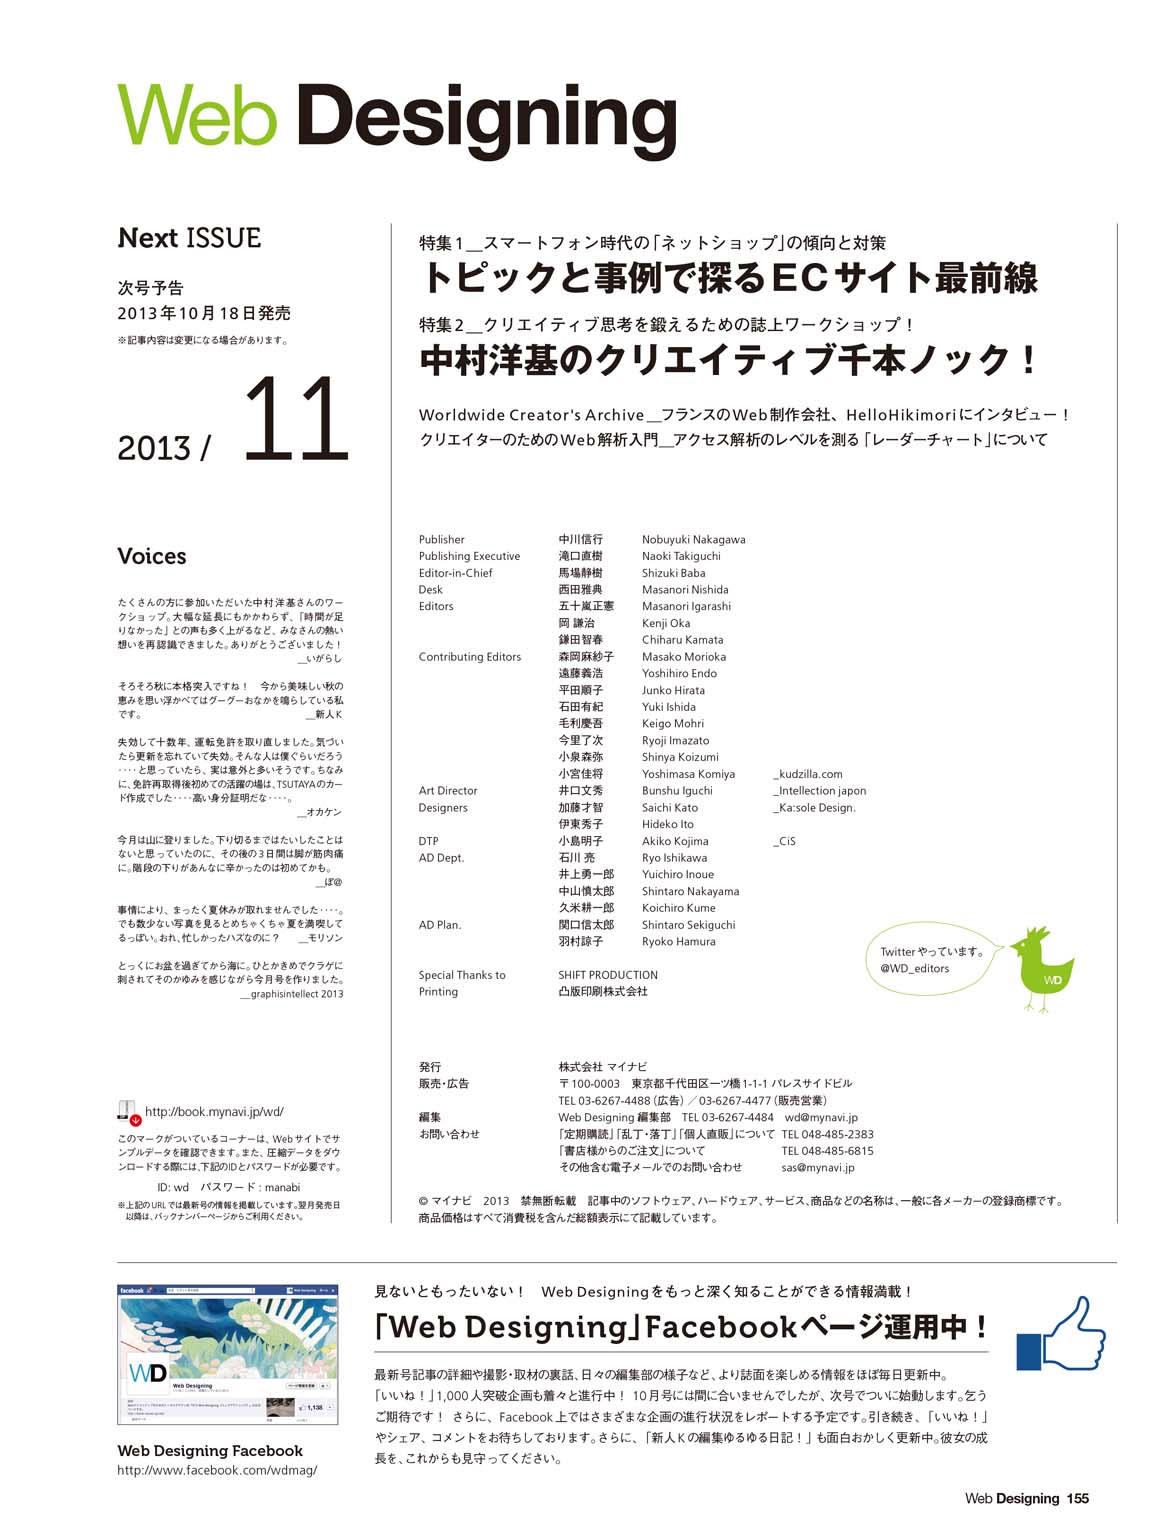 Web Designing
Next ISSUE
次号予告
2013年10月18日発売
※記事内容は変更になる場合があります。
2013 / 11
特集1__スマートフォン時代の「ネットショップ」の傾向と対策
トピックと事例で探るECサイト最前線
特集2__クリエイティブ思考を鍛えるための誌上ワークショップ！
中村洋基のクリエイティブ千本ノック！
Worldwide Creator's Archive__フランスのWeb制作会社、HelloHikimoriにインタビュー！
クリエイターのためのWeb解析入門__アクセス解析のレベルを測る「レーダーチャート」について
Voices
たくさんの方に参加いただいた中村洋基さんのワー
クショップ。大幅な延長にもかかわらず、「時間が足
りなかった」との声も多く上がるなど、みなさんの熱い
想いを再認識できました。ありがとうございました！
__いがらし
そろそろ秋に本格突入ですね！　今から美味しい秋の
恵みを思い浮かべてはグーグーおなかを鳴らしている私
です。 __新人K
失効して十数年、運転免許を取り直しました。気づい
たら更新を忘れていて失効。そんな人は僕ぐらいだろう
‥‥と思っていたら、実は意外と多いそうです。ちなみ
に、免許再取得後初めての活躍の場は、TSUTAYAのカー
ド作成でした‥‥高い身分証明だな‥‥。
__オカケン
今月は山に登りました。下り切るまではたいしたことは
ないと思っていたのに、その後の3日間は脚が筋肉痛
に。階段の下りがあんなに辛かったのは初めてかも。
__ぽ@
事情により、まったく夏休みが取れませんでした‥‥。
でも数少ない写真を見るとめちゃくちゃ夏を満喫して
るっぽい。おれ、忙しかったハズなのに？ __モリソン
とっくにお盆を過ぎてから海に。ひとかきめでクラゲに
刺されてそのかゆみを感じながら今月号を作りました。
__graphisintellect 2013
http://book.mynavi.jp/wd/
このマークがついているコーナーは、Webサイトでサ
ンプルデータを確認できます。また、圧縮データをダウ
ンロードする際には、下記のIDとパスワードが必要です。
ID: wd　パスワード : manabi
※上記のURLでは最新号の情報を掲載しています。翌月発売日
以降は、バックナンバーページからご利用ください。
Publisher 中川信行 Nobuyuki Nakagawa
Publishing Executive 滝口直樹 Naoki Takiguchi
Editor-in-Chief 馬場静樹 Shizuki Baba
Desk 西田雅典 Masanori Nishida
Editors 五十嵐正憲 Masanori Igarashi
岡 謙治 Kenji Oka
鎌田智春 Chiharu Kamata
Contributing Editors 森岡麻紗子 Masako Morioka
遠藤義浩 Yoshihiro Endo
平田順子 Junko Hirata
石田有紀 Yuki Ishida
毛利慶吾 Keigo Mohri
今里了次 Ryoji Imazato
小泉森弥 Shinya Koizumi
小宮佳将 Yoshimasa Komiya _kudzilla.com
Art Director 井口文秀 Bunshu Iguchi _Intellection japon
Designers 加藤才智 Saichi Kato _Ka:sole Design.
伊東秀子 Hideko Ito
DTP 小島明子 Akiko Kojima _CiS
AD Dept. 石川 亮 Ryo Ishikawa
井上勇一郎 Yuichiro Inoue
中山慎太郎 Shintaro Nakayama
久米耕一郎 Koichiro Kume
AD Plan. 関口信太郎 Shintaro Sekiguchi
羽村諒子 Ryoko Hamura
Special Thanks to SHIFT PRODUCTION
Printing 凸版印刷株式会社
Twitterやっています。
@WD_editors
WD
発行 株式会社 マイナビ
販売・広告 〒100-0003　東京都千代田区一ツ橋1-1-1 パレスサイドビル
TEL 03-6267-4488（広告）／03-6267-4477（販売営業）
編集 Web Designing 編集部　TEL 03-6267-4484　wd@mynavi.jp
お問い合わせ 「定期購読」「乱丁・落丁」「個人直販」について TEL 048-485-2383
「書店様からのご注文」について TEL 048-485-6815
その他含む電子メールでのお問い合わせ sas@mynavi.jp
© マイナビ　2013　禁無断転載　記事中のソフトウェア、ハードウェア、サービス、商品などの名称は、一般に各メーカーの登録商標です。
商品価格はすべて消費税を含んだ総額表示にて記載しています。
facebook
WD
Web Designing
1,138
Web Designing Facebook
http://www.facebook.com/wdmag/
見ないともったいない！　Web Designingをもっと深く知ることができる情報満載！
「Web Designing」Facebookページ運用中！
最新号記事の詳細や撮影・取材の裏話、日々の編集部の様子など、より誌面を楽しめる情報をほぼ毎日更新中。
「いいね！」1,000人突破企画も着々と進行中！ 10月号には間に合いませんでしたが、次号でついに始動します。乞う
ご期待です！ さらに、Facebook上ではさまざまな企画の進行状況をレポートする予定です。引き続き、「いいね！」
やシェア、コメントをお待ちしております。さらに、「新人Kの編集ゆるゆる日記！」も面白おかしく更新中。彼女の成
長を、これからも見守ってください。
Web Designing 155